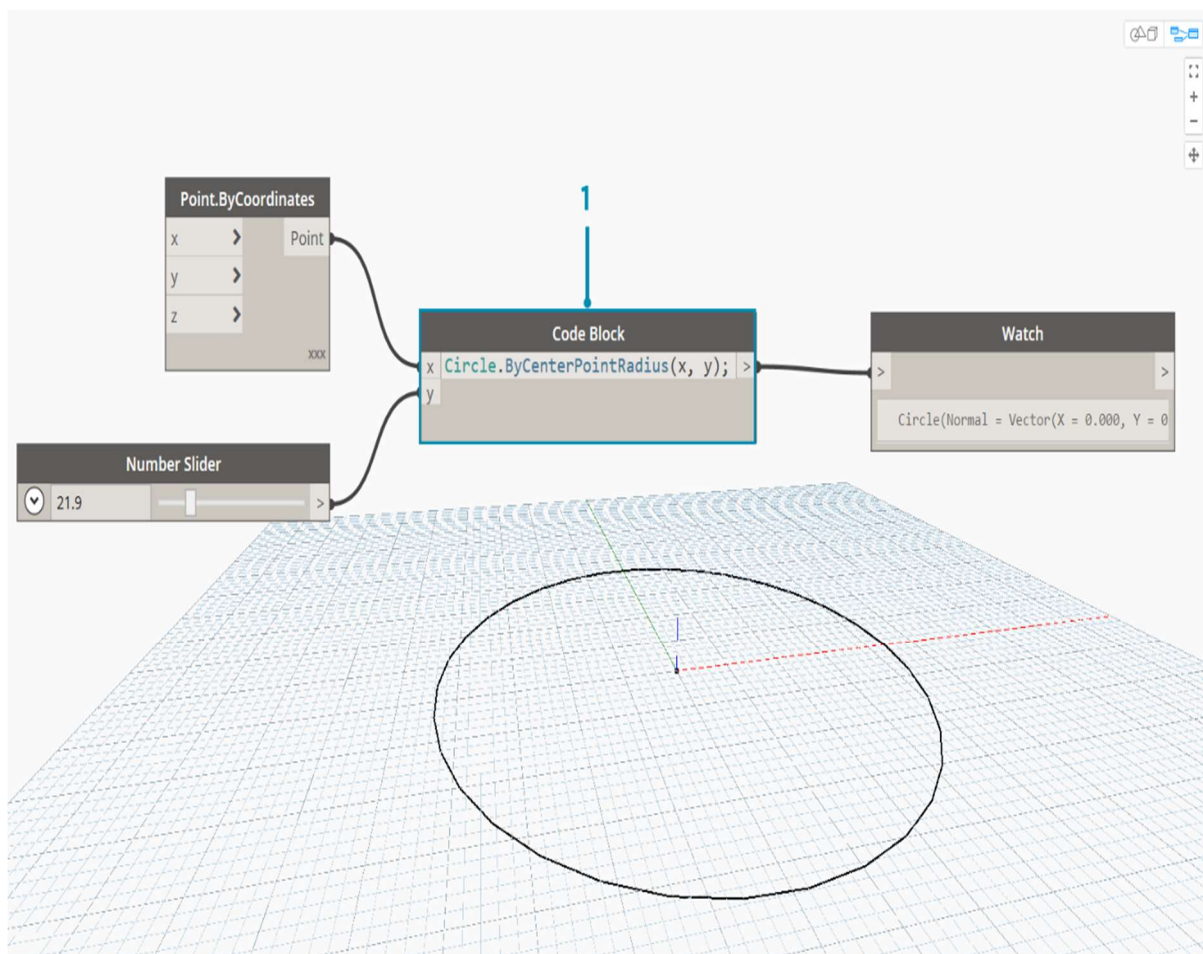 1
Point.ByCoordinates
x > Point
y >
z >
xxx
Code Block
x Circle.ByCenterPointRadius(x, y); >
y
Watch
> >
Circle(Normal = Vector(X = 0.000, Y = 0
Number Slider
21.9 >